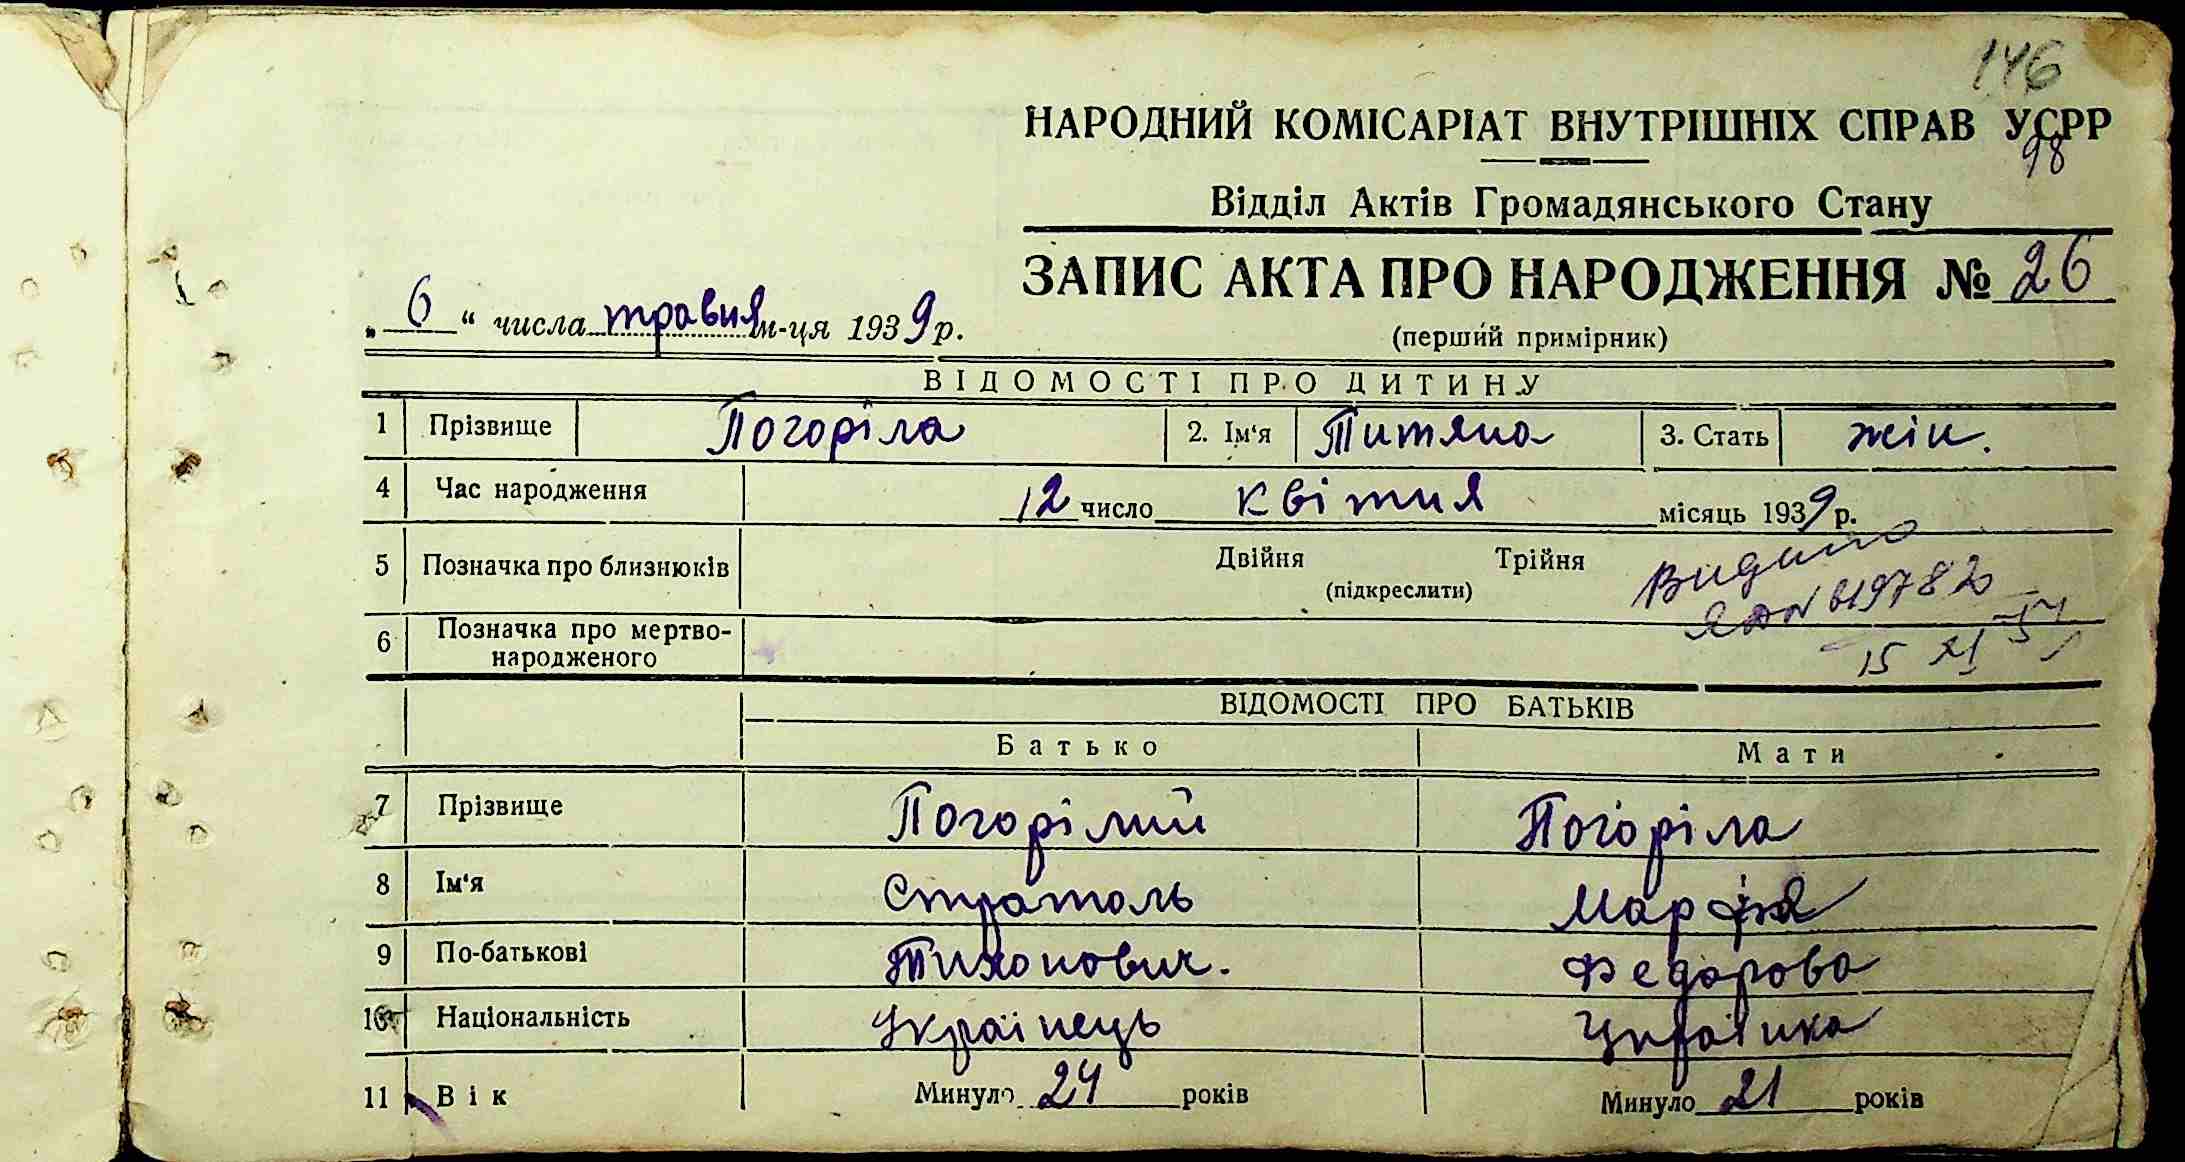 146
НАРОДНИЙ КОМІСАРІАТ ВНУТРІШНІХ СПРАВ УСРР
98
Відділ Актів Громадянського Стану
ЗАПИС АКТА ПРО НАРОДЖЕННЯ № 26
„ 6 “ числа травня м-ця 1939 р.
(перший примірник)
ВІДОМОСТІ ПРО ДИТИНУ
1 Прізвище Погоріла 2. Ім‘я Титяна 3. Стать жін.
4 Час народження 12 число квітня місяць 1939 р.
5 Позначка про близнюків Двійня Трійня
(підкреслити)
Видано
6 Позначка про мертво-
народженого
ВІДОМОСТІ ПРО БАТЬКІВ
Батько Мати
7 Прізвище Погорілий Погоріла
8 Ім‘я Стратоль Марфія
9 По-батькові Тихонович. Федорова
10 Національність Українець Українка
11 Вік Минуло 24 років Минуло 21 років